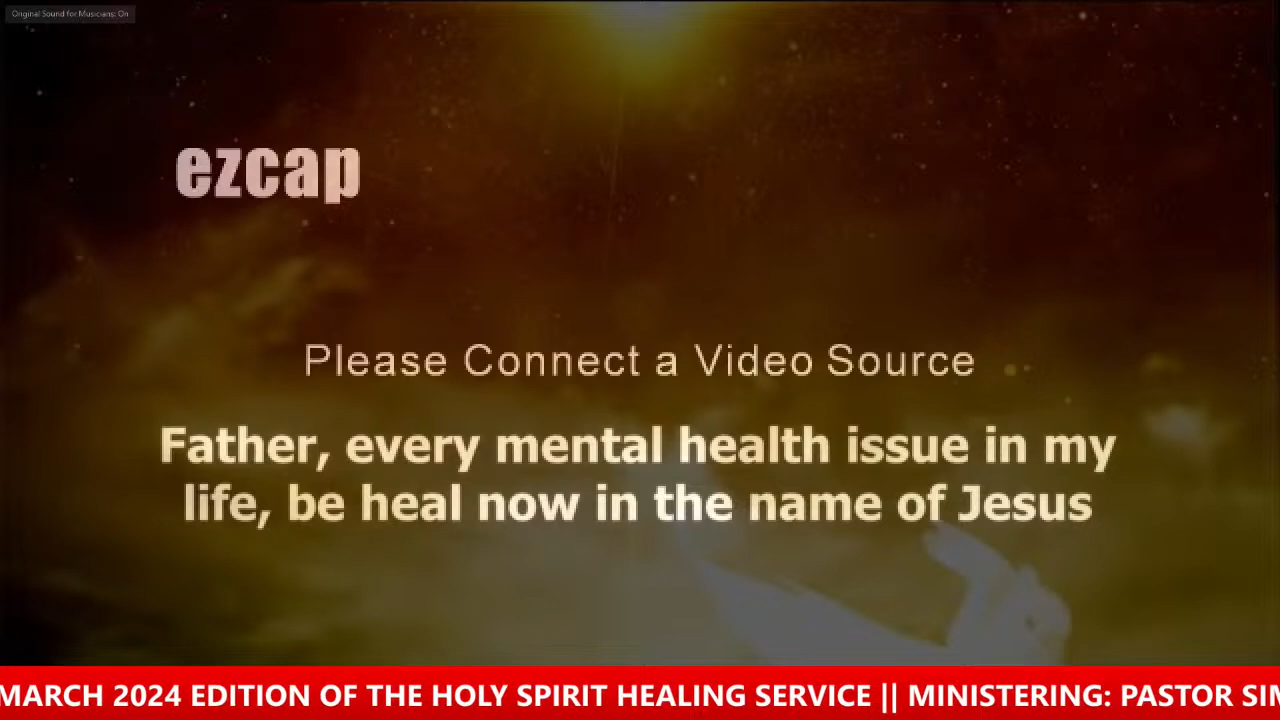 Original Sound for Musicians: On
ezcap
Please Connect a Video Source
Father, every mental health issue in my
life, be heal now in the name of Jesus
MARCH 2024 EDITION OF THE HOLY SPIRIT HEALING SERVICE || MINISTERING: PASTOR